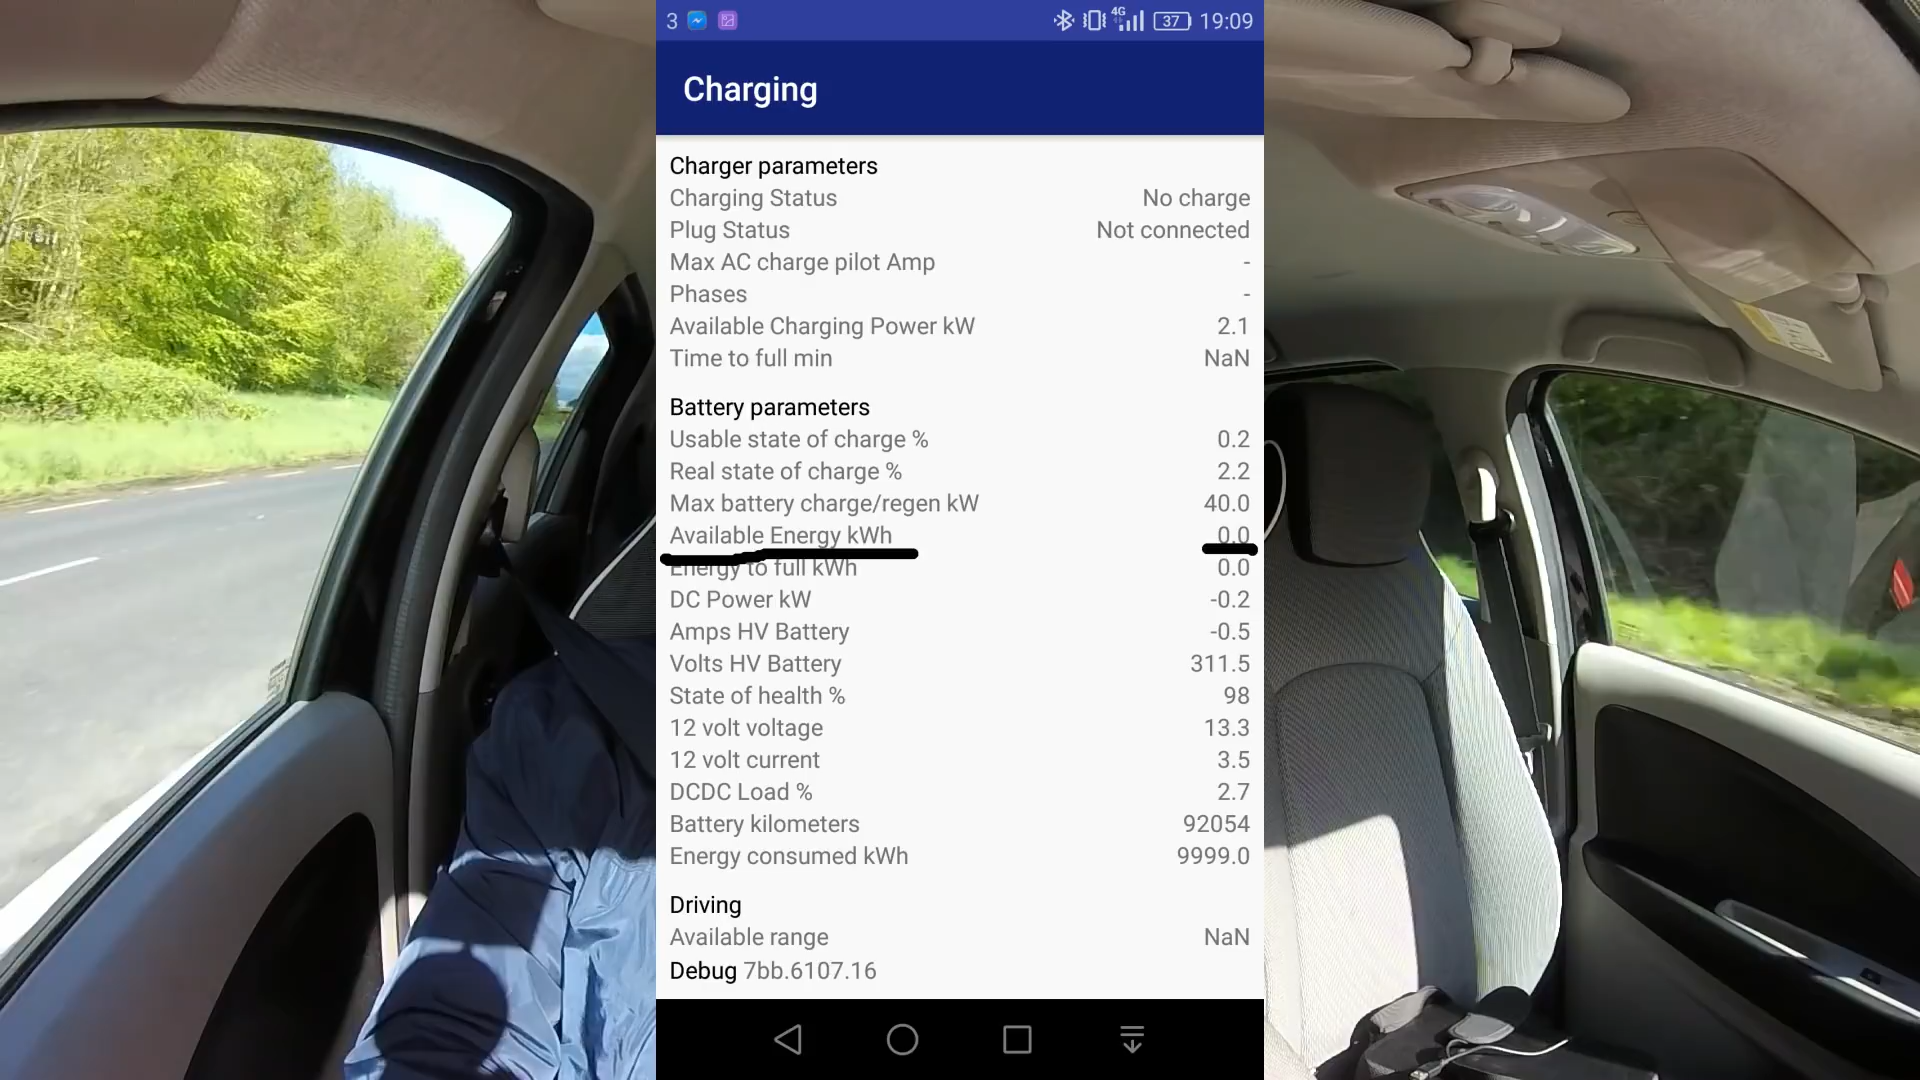 3 4G 37 19:09
Charging
Charger parameters
Charging Status No charge
Plug Status Not connected
Max AC charge pilot Amp -
Phases -
Available Charging Power kW 2.1
Time to full min NaN
Battery parameters
Usable state of charge % 0.2
Real state of charge % 2.2
Max battery charge/regen kW 40.0
Available Energy kWh 0.0
Energy to full kWh 0.0
DC Power kW -0.2
Amps HV Battery -0.5
Volts HV Battery 311.5
State of health % 98
12 volt voltage 13.3
12 volt current 3.5
DCDC Load % 2.7
Battery kilometers 92054
Energy consumed kWh 9999.0
Driving
Available range NaN
Debug 7bb.6107.16